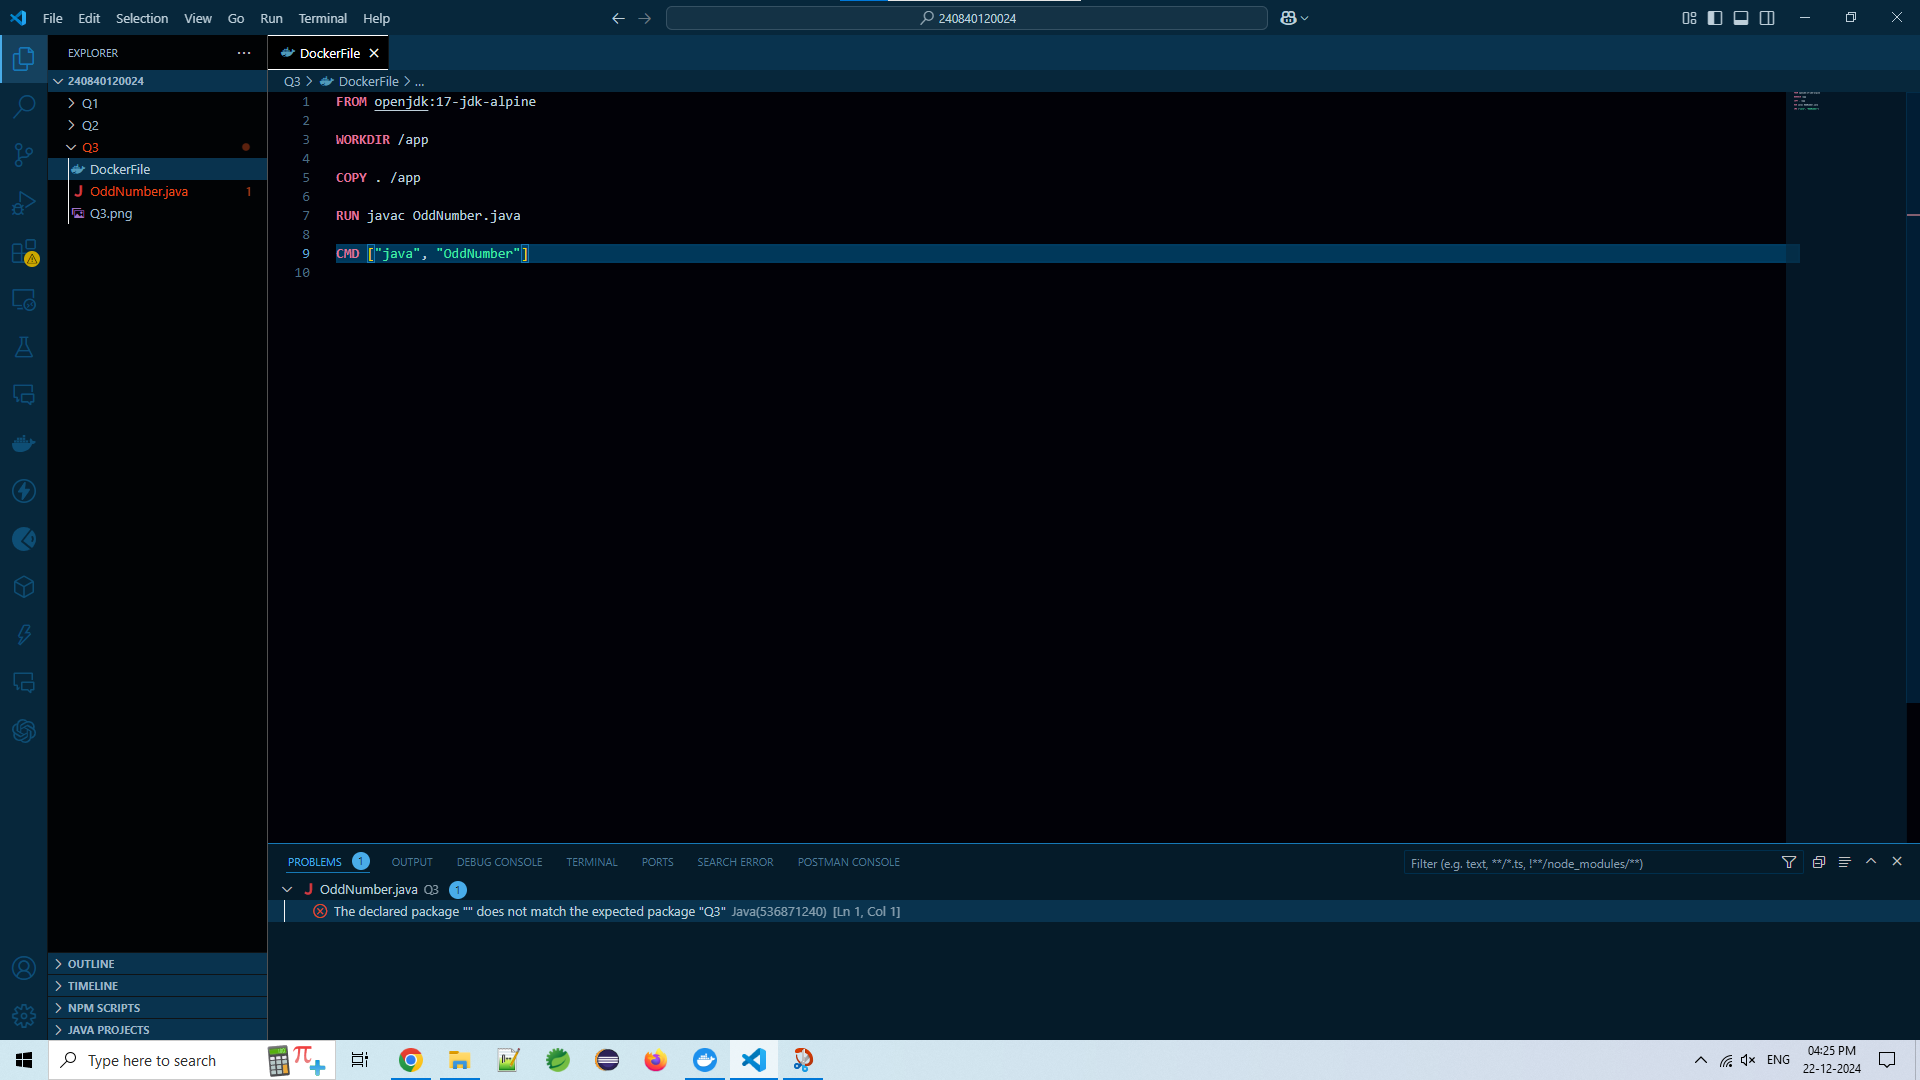 File Edit Selection View Go Run Terminal Help
240840120024
EXPLORER
240840120024
Q1
Q2
Q3
DockerFile
OddNumber.java 1
Q3.png
DockerFile
Q3 > DockerFile > ...
1 FROM openjdk:17-jdk-alpine
2
3 WORKDIR /app
4
5 COPY . /app
6
7 RUN javac OddNumber.java
8
9 CMD ["java", "OddNumber"]
10
PROBLEMS 1 OUTPUT DEBUG CONSOLE TERMINAL PORTS SEARCH ERROR POSTMAN CONSOLE
Filter (e.g. text, **/*.ts, !**/node_modules/**)
OddNumber.java Q3 1
The declared package "" does not match the expected package "Q3" Java(536871240) [Ln 1, Col 1]
OUTLINE
TIMELINE
NPM SCRIPTS
JAVA PROJECTS
Type here to search
ENG
04:25 PM
22-12-2024